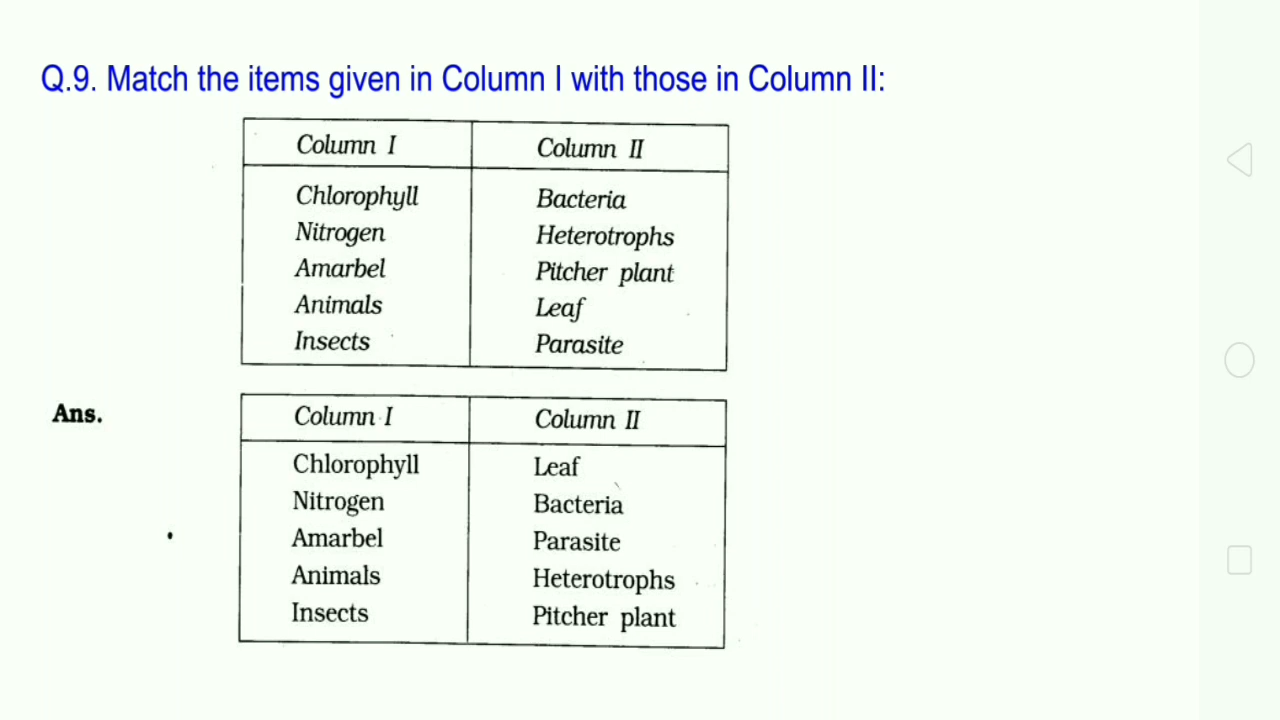 Q.9. Match the items given in Column I with those in Column II:
Column I Column II
Chlorophyll Bacteria
Nitrogen Heterotrophs
Amarbel Pitcher plant
Animals Leaf
Insects Parasite
Ans.
Column I Column II
Chlorophyll Leaf
Nitrogen Bacteria
Amarbel Parasite
Animals Heterotrophs
Insects Pitcher plant